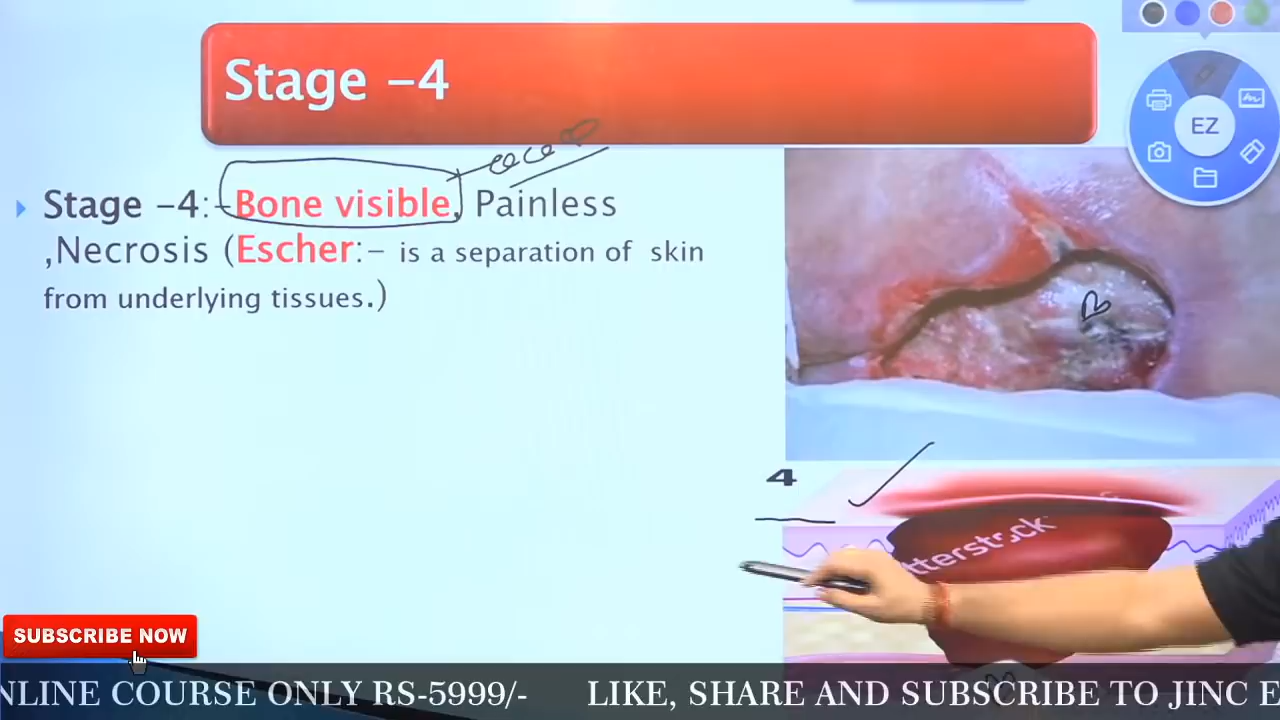 Stage -4
EZ
Stage -4:-Bone visible, Painless
,Necrosis (Escher:- is a separation of skin
from underlying tissues.)
4
tterstock
SUBSCRIBE NOW
NLINE COURSE ONLY RS-5999/- LIKE, SHARE AND SUBSCRIBE TO JINC E